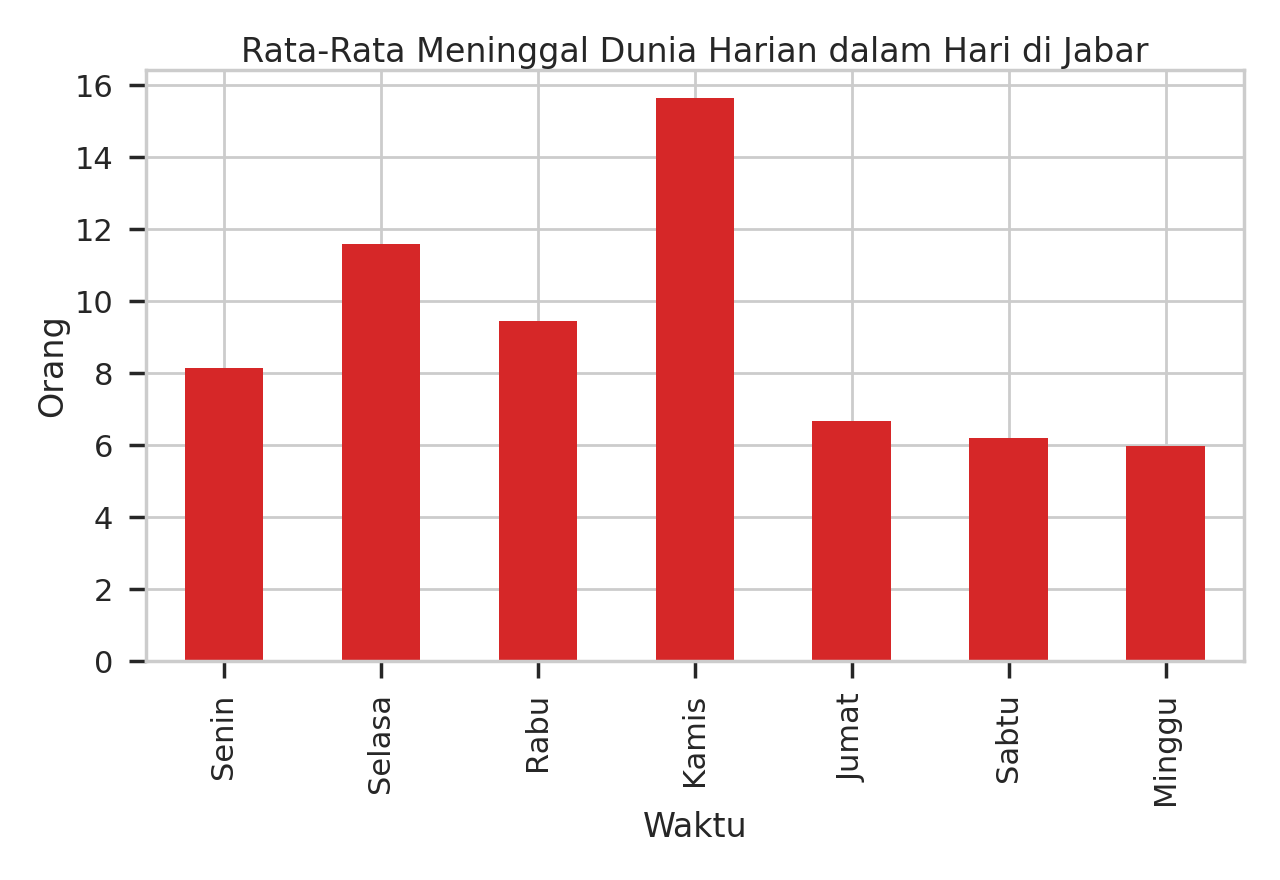 Rata-Rata Meninggal Dunia Harian dalam Hari di Jabar
16
14
12
10
8
6
4
2
0
Orang
Senin
Selasa
Rabu
Kamis
Jumat
Sabtu
Minggu
Waktu